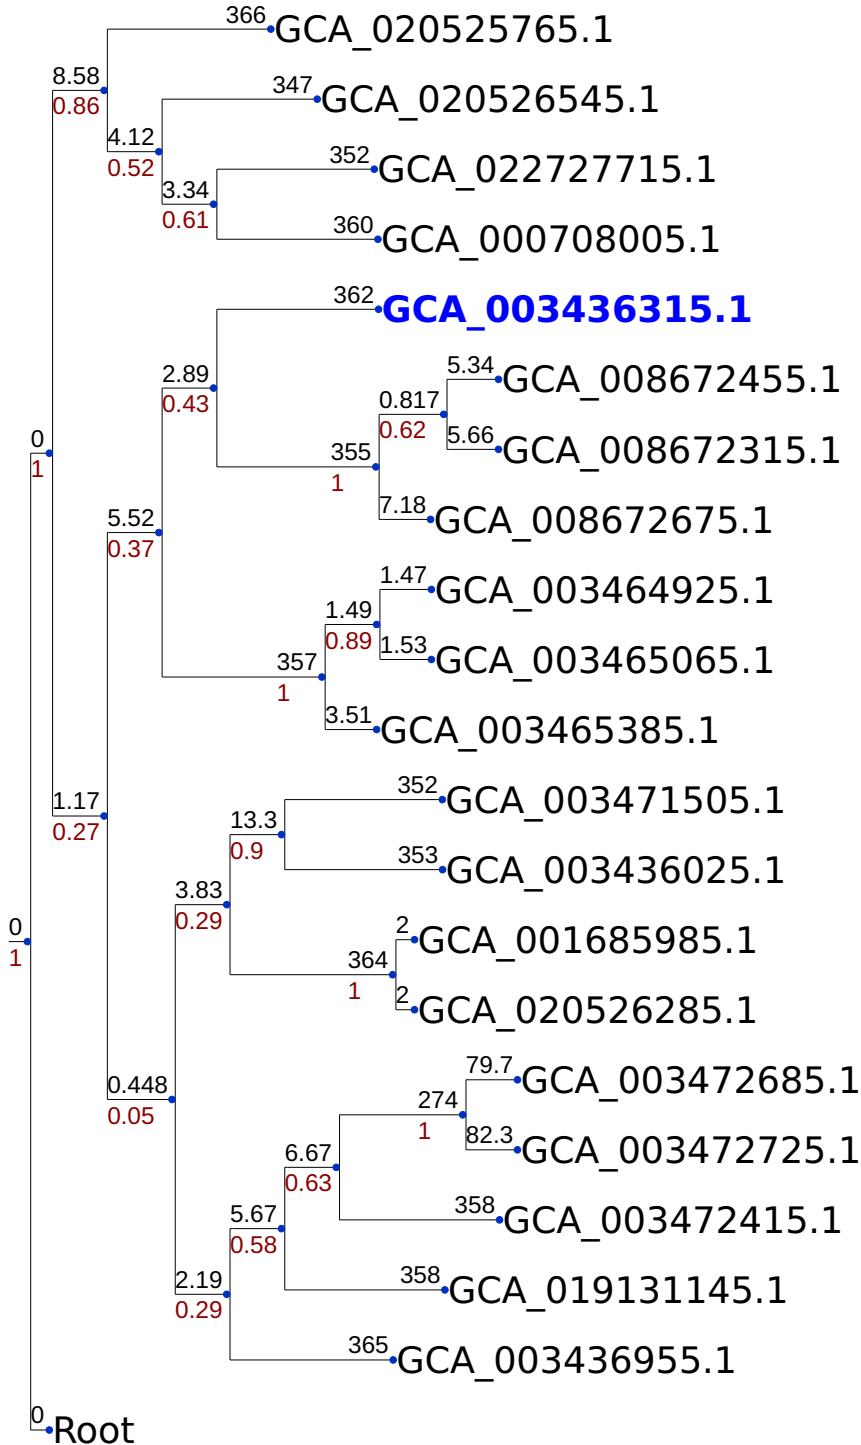 366 GCA_020525765.1
8.58
0.86
347 GCA_020526545.1
4.12
0.52
352 GCA_022727715.1
3.34
0.61
360 GCA_000708005.1
362 GCA_003436315.1
5.34 GCA_008672455.1
2.89
0.43
0.817
0.62
5.66 GCA_008672315.1
0
1
355
1
7.18 GCA_008672675.1
5.52
0.37
1.47 GCA_003464925.1
1.49
0.89
1.53 GCA_003465065.1
357
1
3.51 GCA_003465385.1
352 GCA_003471505.1
1.17
0.27
13.3
0.9
353 GCA_003436025.1
3.83
0.29
2 GCA_001685985.1
0
1
364
1
2 GCA_020526285.1
79.7 GCA_003472685.1
0.448
0.05
274
1
82.3 GCA_003472725.1
6.67
0.63
358 GCA_003472415.1
5.67
0.58
358 GCA_019131145.1
2.19
0.29
365 GCA_003436955.1
0 Root